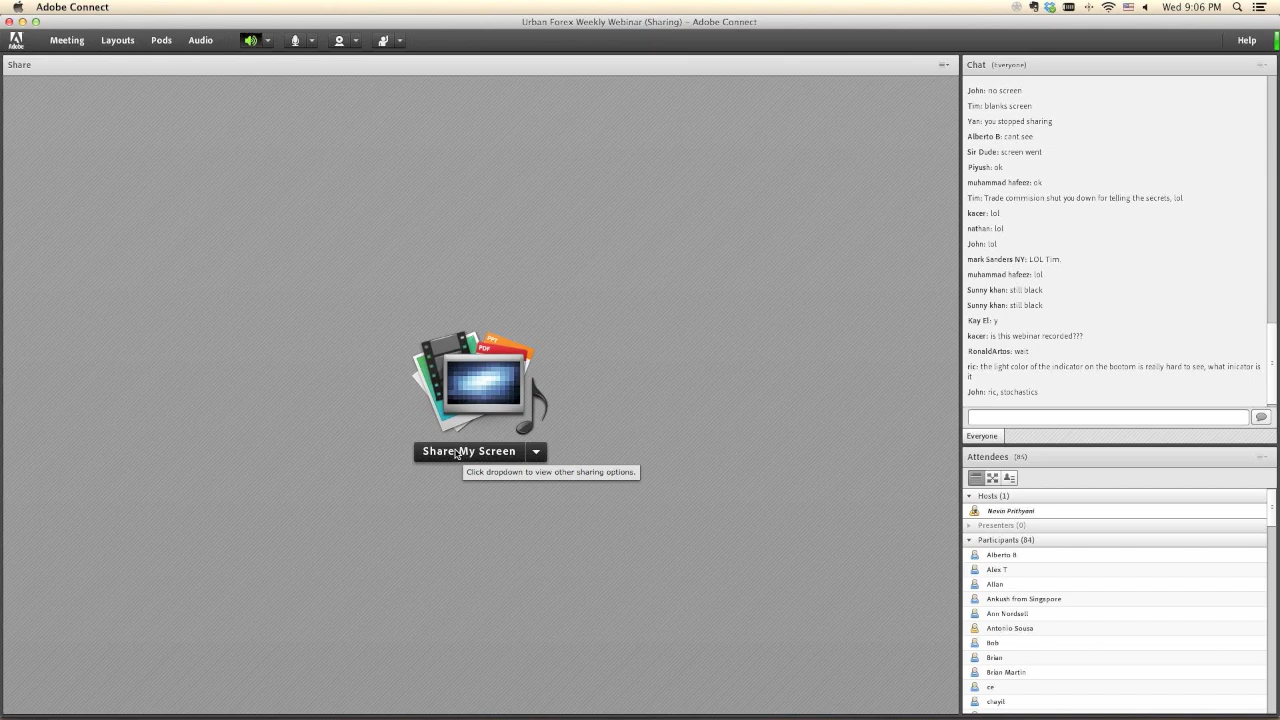 Adobe Connect
Wed 9:06 PM
Urban Forex Weekly Webinar (Sharing) - Adobe Connect
Adobe
Meeting
Layouts
Pods
Audio
Help
Share
PPT
PDF
Share My Screen
Click dropdown to view other sharing options.
Chat (Everyone)
John: no screen
Tim: blanks screen
Yan: you stopped sharing
Alberto B: cant see
Sir Dude: screen went
Piyush: ok
muhammad hafeez: ok
Tim: Trade commision shut you down for telling the secrets, lol
kacer: lol
nathan: lol
John: lol
mark Sanders NY: LOL Tim.
muhammad hafeez: lol
Sunny khan: still black
Sunny khan: still black
Kay El: y
kacer: is this webinar recorded???
RonaldArtos: wait
ric: the light color of the indicator on the bootom is really hard to see, what inicator is
it
John: ric, stochastics
Everyone
Attendees (85)
Hosts (1)
Navin Prithyani
Presenters (0)
Participants (84)
Alberto B
Alex T
Allan
Ankush from Singapore
Ann Nordsell
Antonio Sousa
Bob
Brian
Brian Martin
ce
chayit